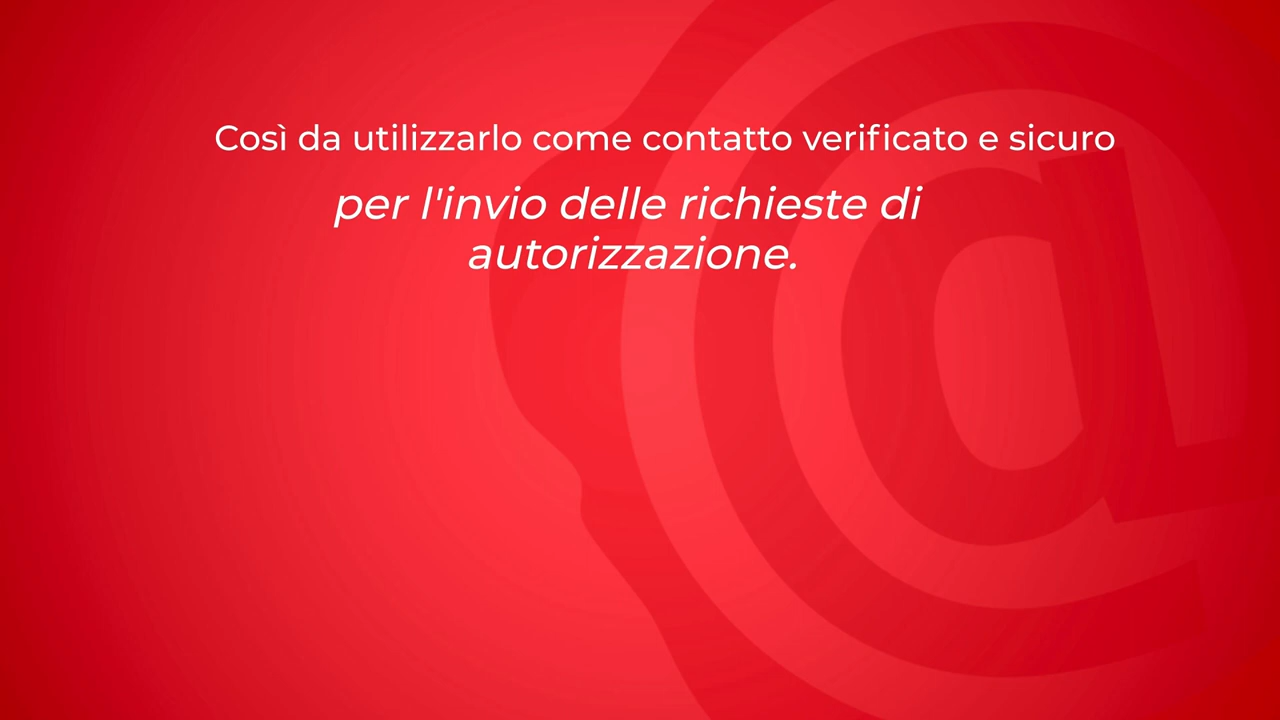 Così da utilizzarlo come contatto verificato e sicuro
per l'invio delle richieste di
autorizzazione.